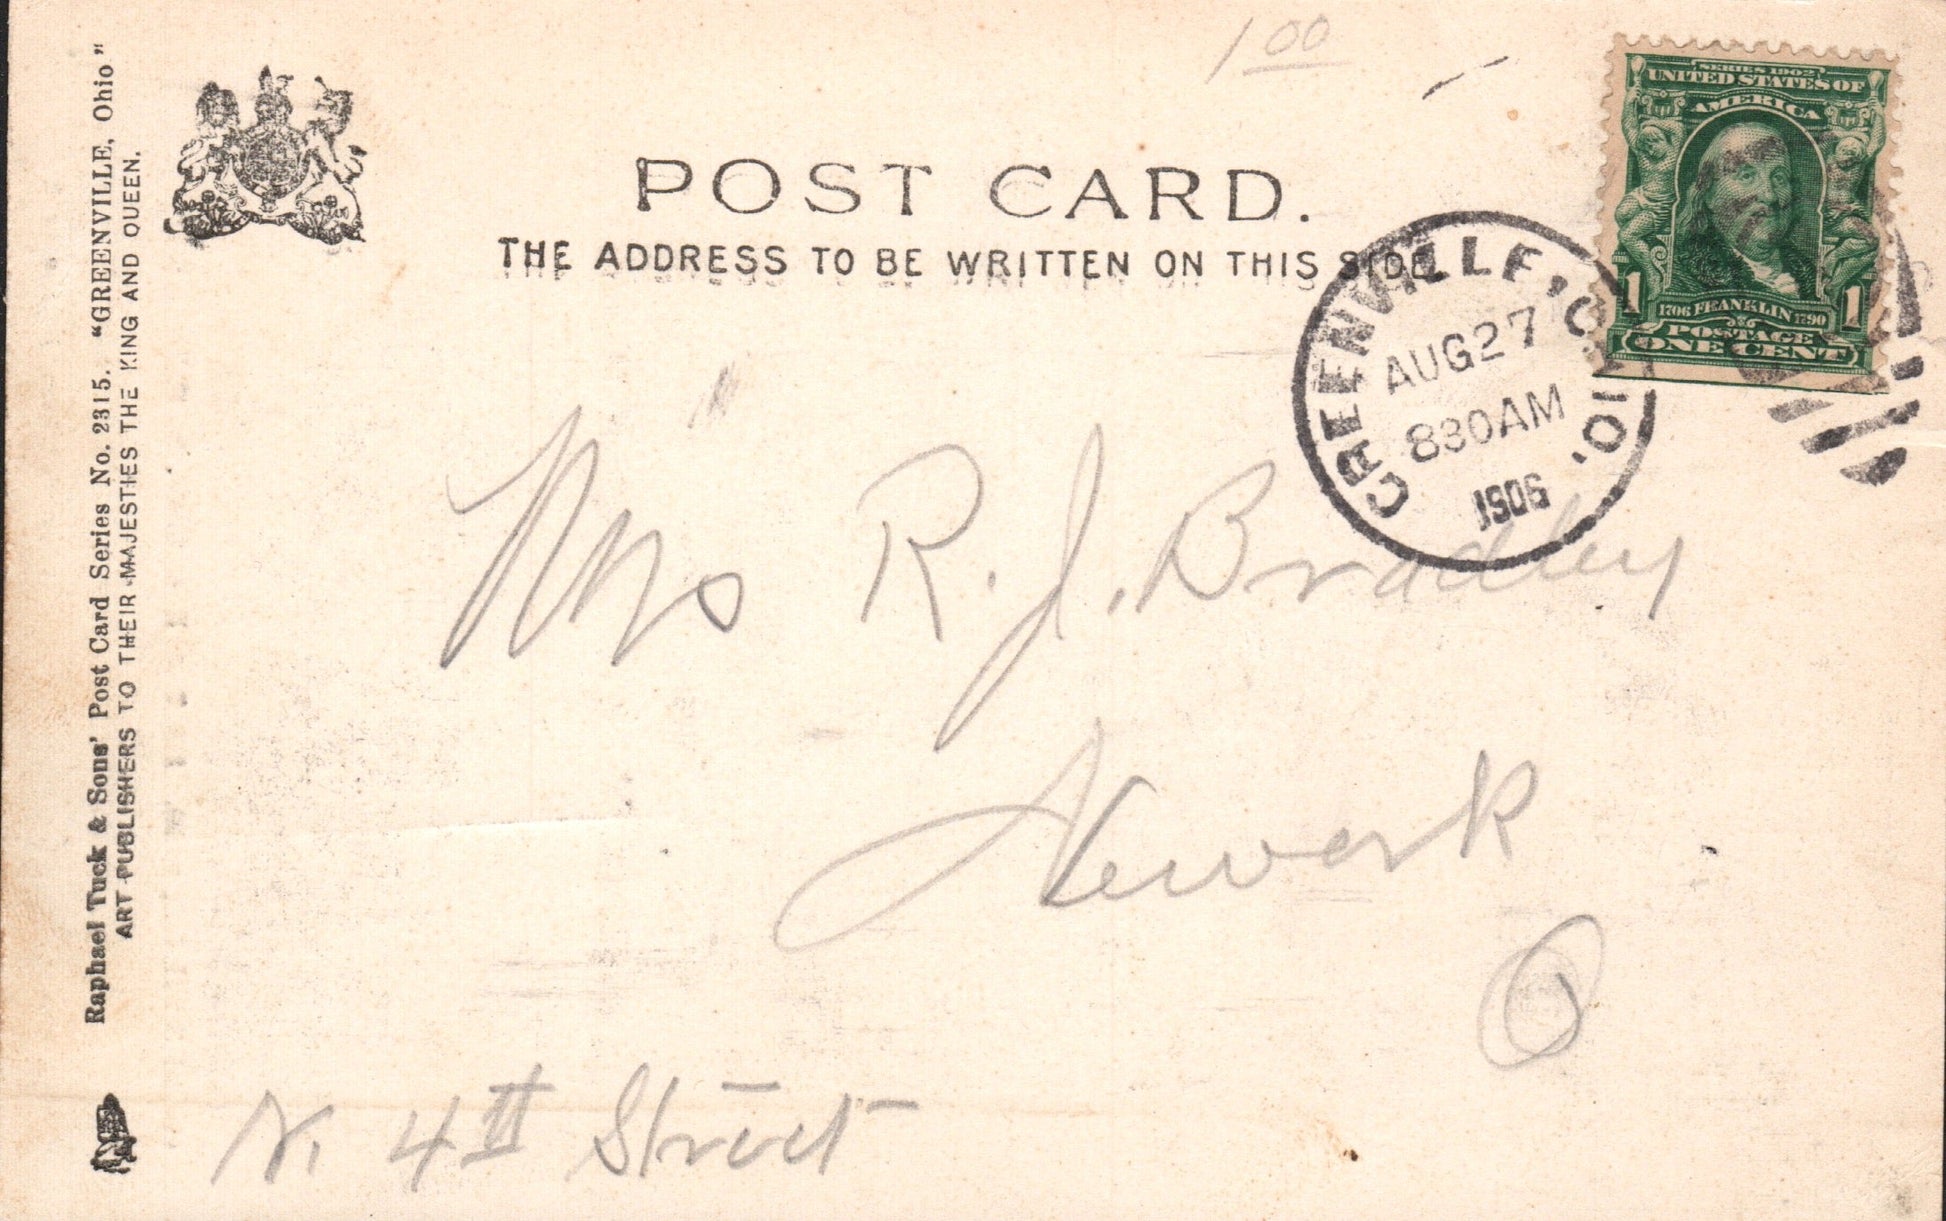 1 00
POST CARD.
THE ADDRESS TO BE WRITTEN ON THIS SIDE.
SERIES 1902
UNITED STATES OF
AMERICA
1 1
1706 FRANKLIN 1790
POSTAGE
ONE CENT
GREENVILLE, OHIO.
AUG 27
830AM
1906
Mrs R. J. Bradley
Newark
O
N. 4th Street
Raphael Tuck & Sons' Post Card Series No. 2315. "GREENVILLE, Ohio"
ART PUBLISHERS TO THEIR MAJESTIES THE KING AND QUEEN.